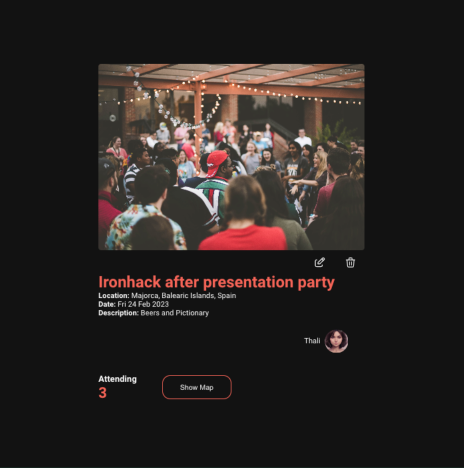 Ironhack after presentation party
Location: Majorca, Balearic Islands, Spain
Date: Fri 24 Feb 2023
Description: Beers and Pictionary
Thali
Attending
3
Show Map